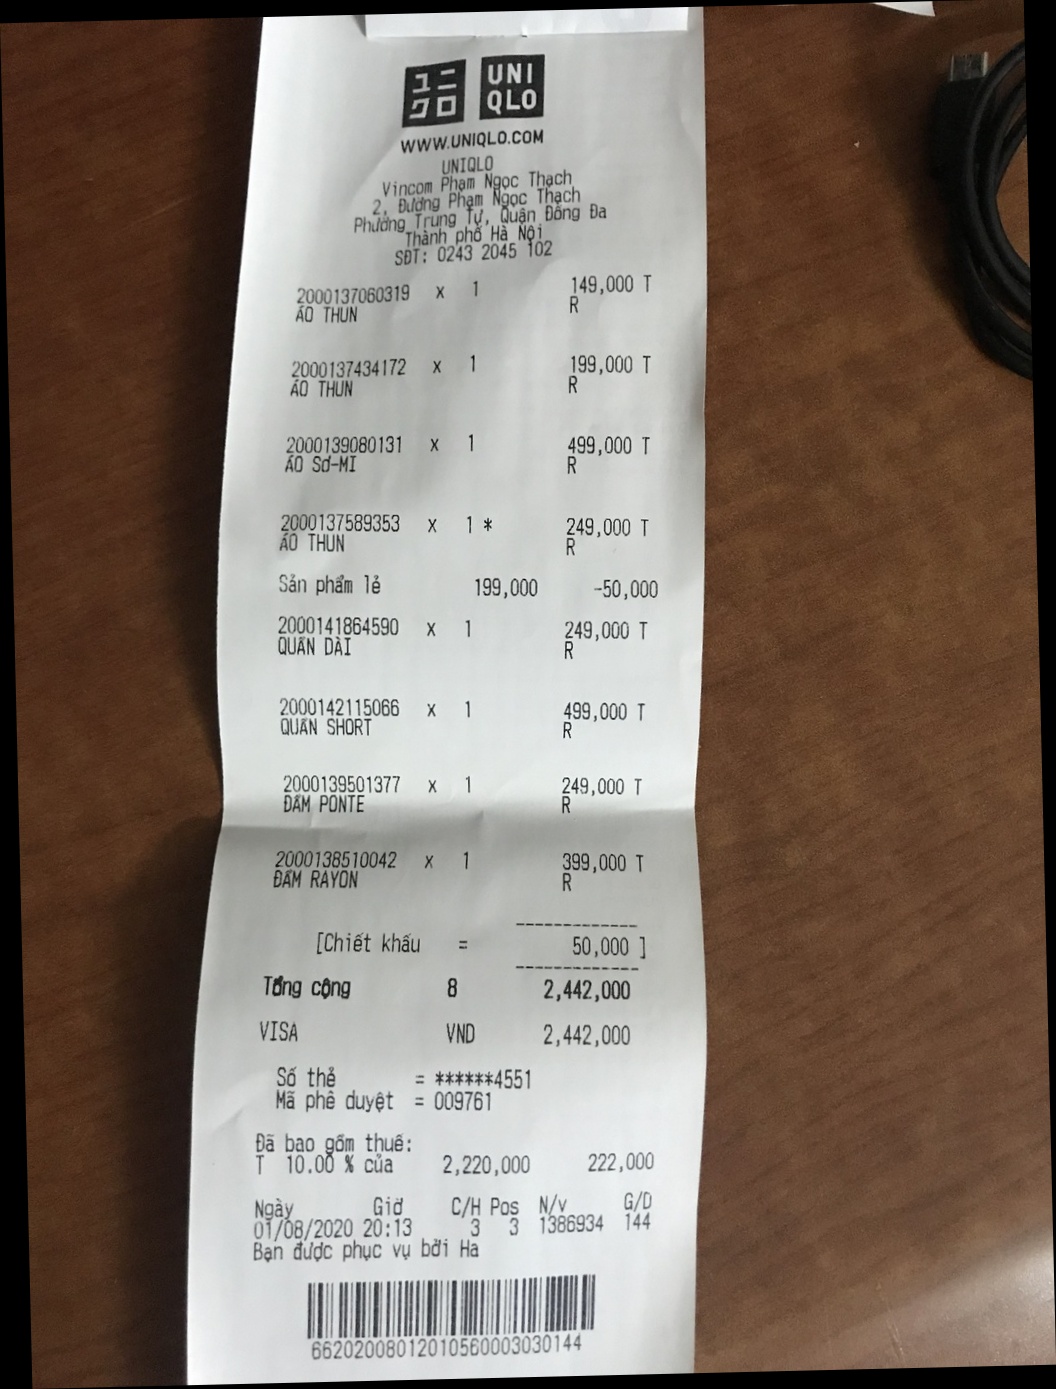 ユニ
クロ
UNI
QLO
WWW.UNIQLO.COM
UNIQLO
Vincom Phạm Ngọc Thạch
2, Đường Phạm Ngọc Thạch
Phường Trung Tự, Quận Đống Đa
Thành phố Hà Nội
SĐT: 0243 2045 102
2000137060319 x 1 149,000 T
ÁO THUN R
2000137434172 x 1 199,000 T
ÁO THUN R
2000139080131 x 1 499,000 T
ÁO Sơ-MI R
2000137589353 x 1 * 249,000 T
ÁO THUN R
Sản phẩm lẻ 199,000 -50,000
2000141864590 x 1 249,000 T
QUẦN DÀI R
2000142115066 x 1 499,000 T
QUẦN SHORT R
2000139501377 x 1 249,000 T
ĐẦM PONTE R
2000138510042 x 1 399,000 T
ĐẦM RAYON R
[Chiết khấu = 50,000 ]
Tổng cộng 8 2,442,000
VISA VND 2,442,000
Số thẻ = ******4551
Mã phê duyệt = 009761
Đã bao gồm thuế:
T 10.00 % của 2,220,000 222,000
Ngày Giờ C/H Pos N/v G/D
01/08/2020 20:13 3 3 1386934 144
Bạn được phục vụ bởi Ha
662020080120105600030300144